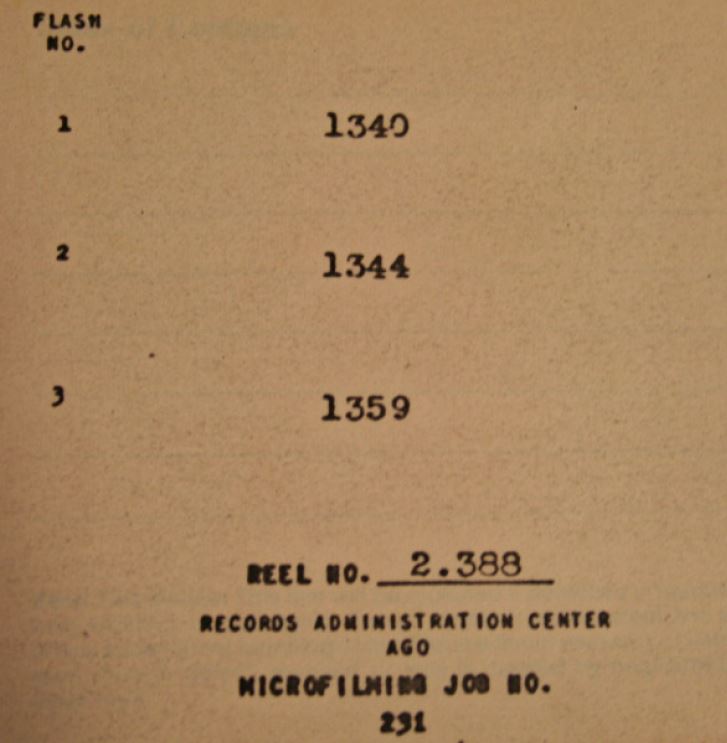 FLASH
NO.
1 1340
2 1344
3 1359
REEL NO. 2.388
RECORDS ADMINISTRATION CENTER
AGO
MICROFILMING JOB NO.
291